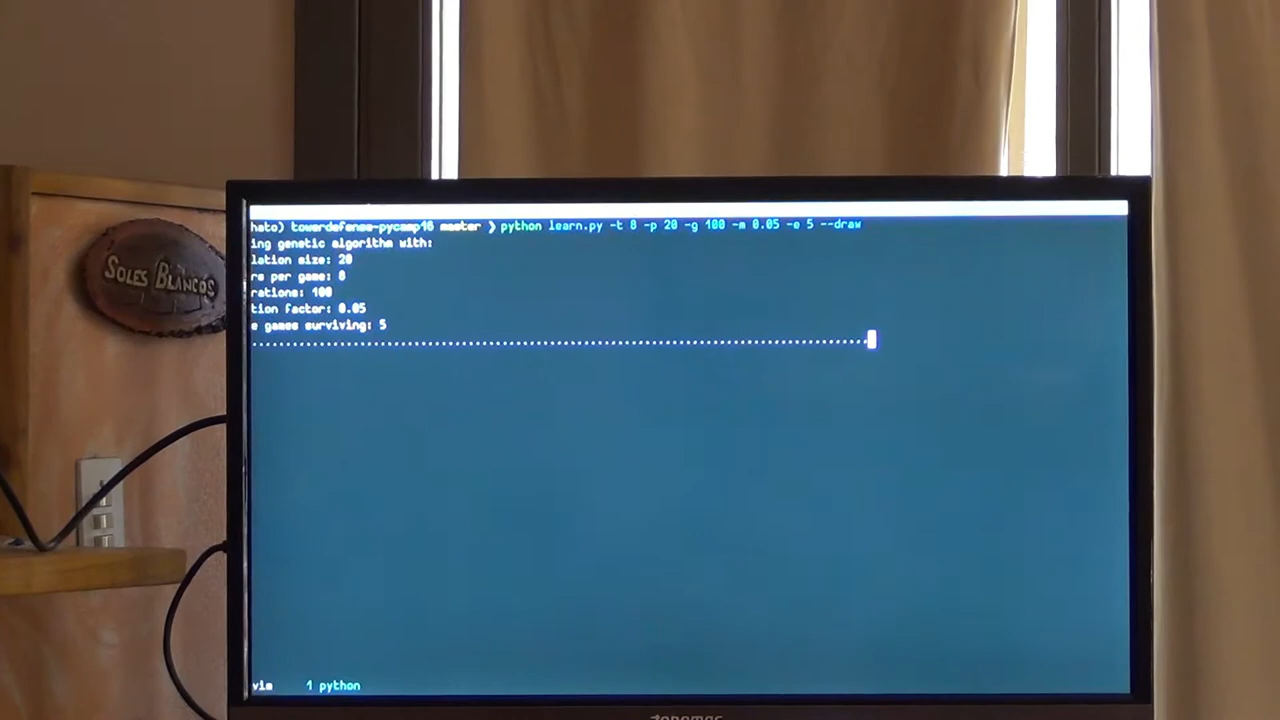 SOLES BLANCOS
hato) towerdefense-pycamp16 master ❯ python learn.py -t 8 -p 20 -g 100 -m 0.05 -e 5 --draw
ing genetic algorithm with:
lation size: 20
rs per game: 8
rations: 100
tion factor: 0.05
e games surviving: 5
............................................................................................
vim 1 python